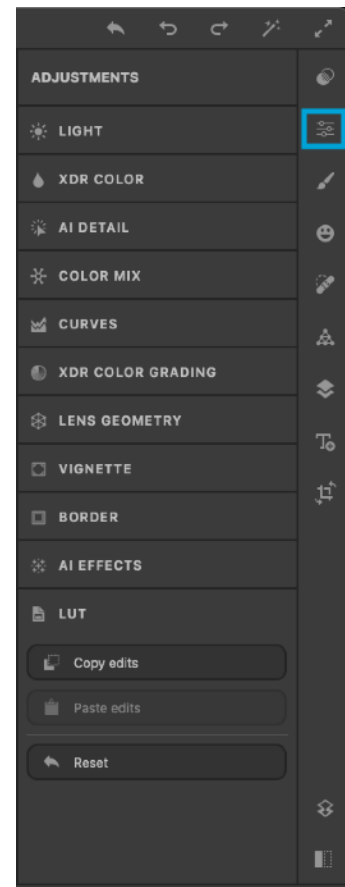 ADJUSTMENTS
LIGHT
XDR COLOR
AI DETAIL
COLOR MIX
CURVES
XDR COLOR GRADING
LENS GEOMETRY
VIGNETTE
BORDER
AI EFFECTS
LUT
Copy edits
Paste edits
Reset